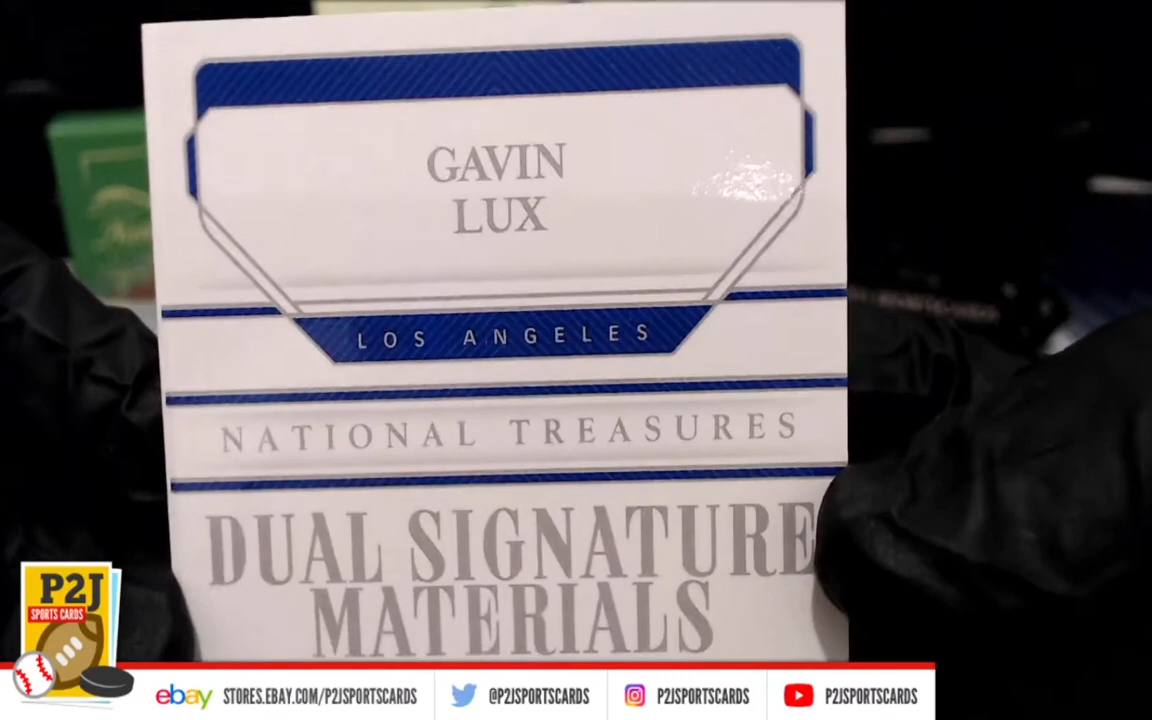 GAVIN
LUX
LOS ANGELES
NATIONAL TREASURES
DUAL SIGNATURE
MATERIALS
P2J
SPORTS CARDS
ebay STORES.EBAY.COM/P2JSPORTSCARDS
@P2JSPORTSCARDS
P2JSPORTSCARDS
P2JSPORTSCARDS